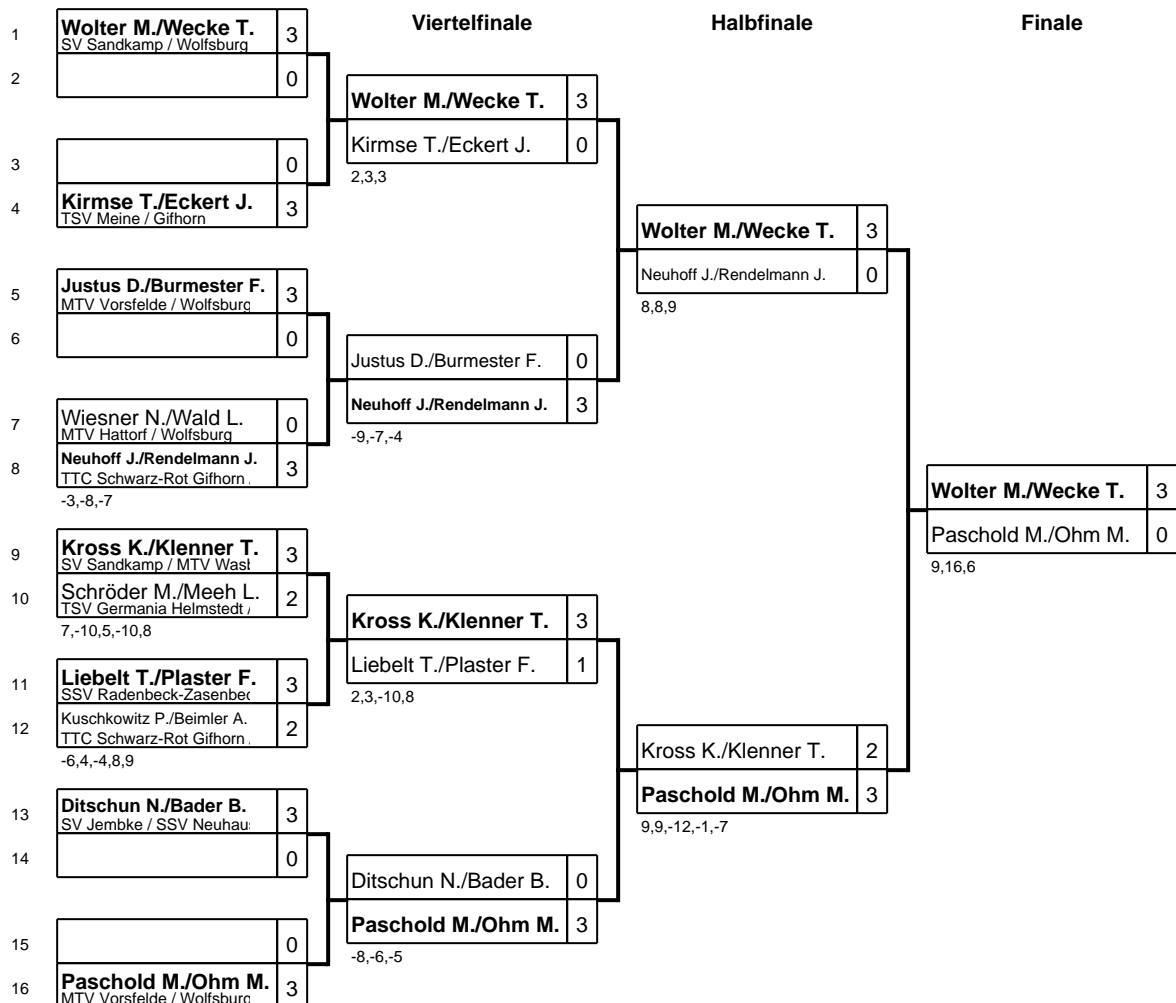 Viertelfinale Halbfinale Finale
1 Wolter M./Wecke T. 3
SV Sandkamp / Wolfsburg
2 0
Wolter M./Wecke T. 3
Kirmse T./Eckert J. 0
2,3,3
3 0
4 Kirmse T./Eckert J. 3
TSV Meine / Gifhorn
Wolter M./Wecke T. 3
Neuhoff J./Rendelmann J. 0
8,8,9
5 Justus D./Burmester F. 3
MTV Vorsfelde / Wolfsburg
6 0
Justus D./Burmester F. 0
Neuhoff J./Rendelmann J. 3
-9,-7,-4
7 Wiesner N./Wald L. 0
MTV Hattorf / Wolfsburg
8 Neuhoff J./Rendelmann J. 3
TTC Schwarz-Rot Gifhorn
-3,-8,-7
Wolter M./Wecke T. 3
Paschold M./Ohm M. 0
9,16,6
9 Kross K./Klenner T. 3
SV Sandkamp / MTV
10 Schröder M./Meeh L. 2
TSV Germania Helmstedt /
7,-10,5,-10,8
Kross K./Klenner T. 3
Liebelt T./Plaster F. 1
2,3,-10,8
11 Liebelt T./Plaster F. 3
SSV Radenbeck-Zasenbec
12 Kuschkowitz P./Beimler A. 2
TTC Schwarz-Rot Gifhorn
-6,4,-4,8,9
Kross K./Klenner T. 2
Paschold M./Ohm M. 3
9,9,-12,-1,-7
13 Ditschun N./Bader B. 3
SV Jembke / SSV Neuhau
14 0
Ditschun N./Bader B. 0
Paschold M./Ohm M. 3
-8,-6,-5
15 0
16 Paschold M./Ohm M. 3
MTV Vorsfelde / Wolfsburg